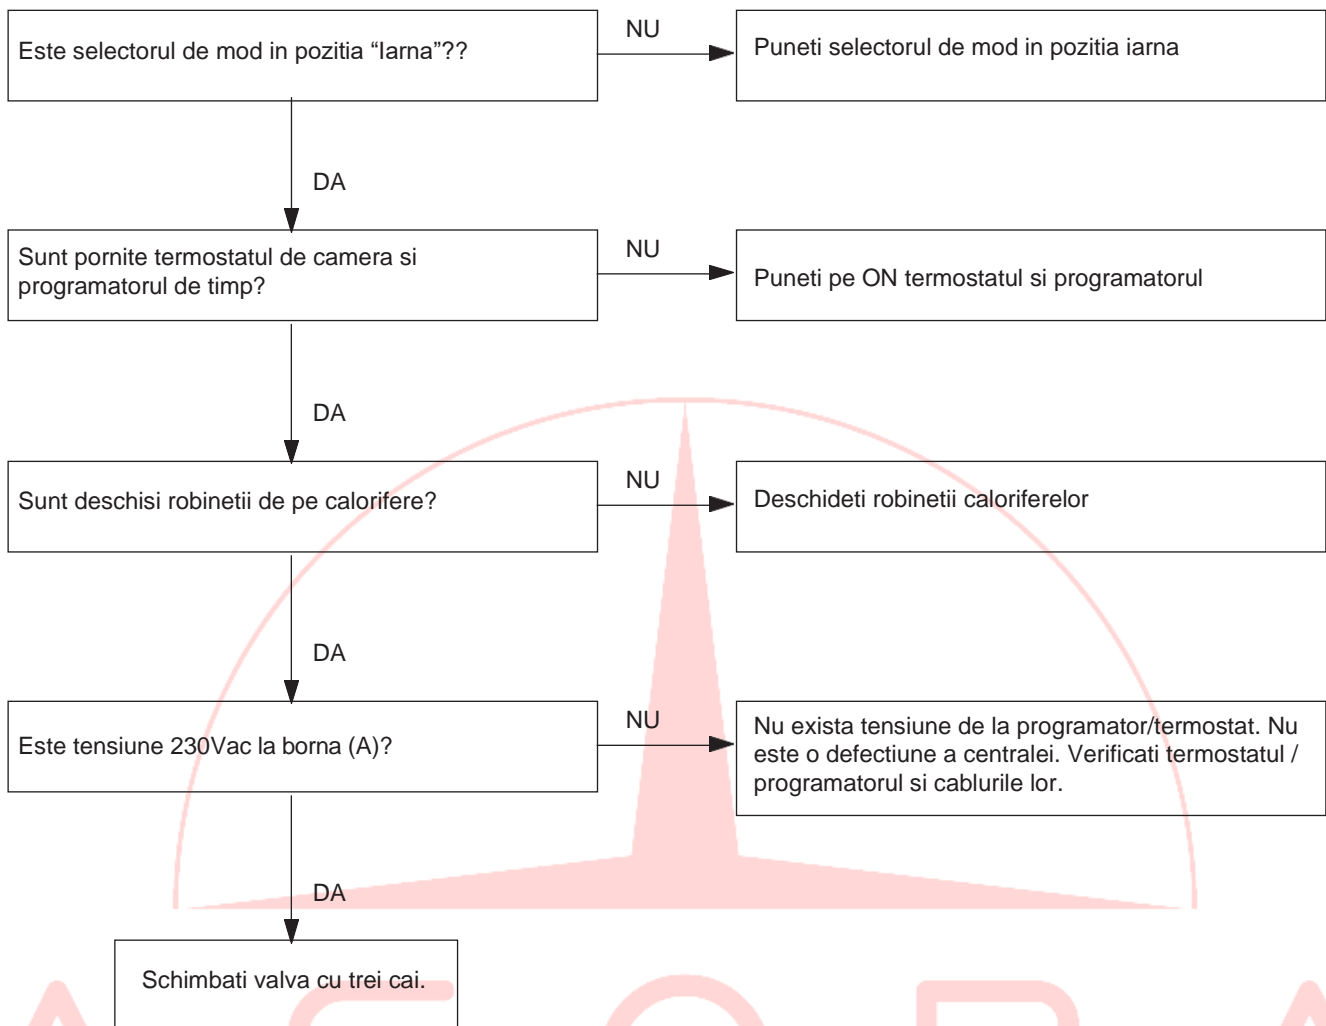 Este selectorul de mod in pozitia “Iarna”??
NU
Puneti selectorul de mod in pozitia iarna
DA
Sunt pornite termostatul de camera si
programatorul de timp?
NU
Puneti pe ON termostatul si programatorul
DA
Sunt deschisi robinetii de pe calorifere?
NU
Deschideti robinetii caloriferelor
DA
Este tensiune 230Vac la borna (A)?
NU
Nu exista tensiune de la programator/termostat. Nu
este o defectiune a centralei. Verificati termostatul /
programatorul si cablurile lor.
DA
Schimbati valva cu trei cai.